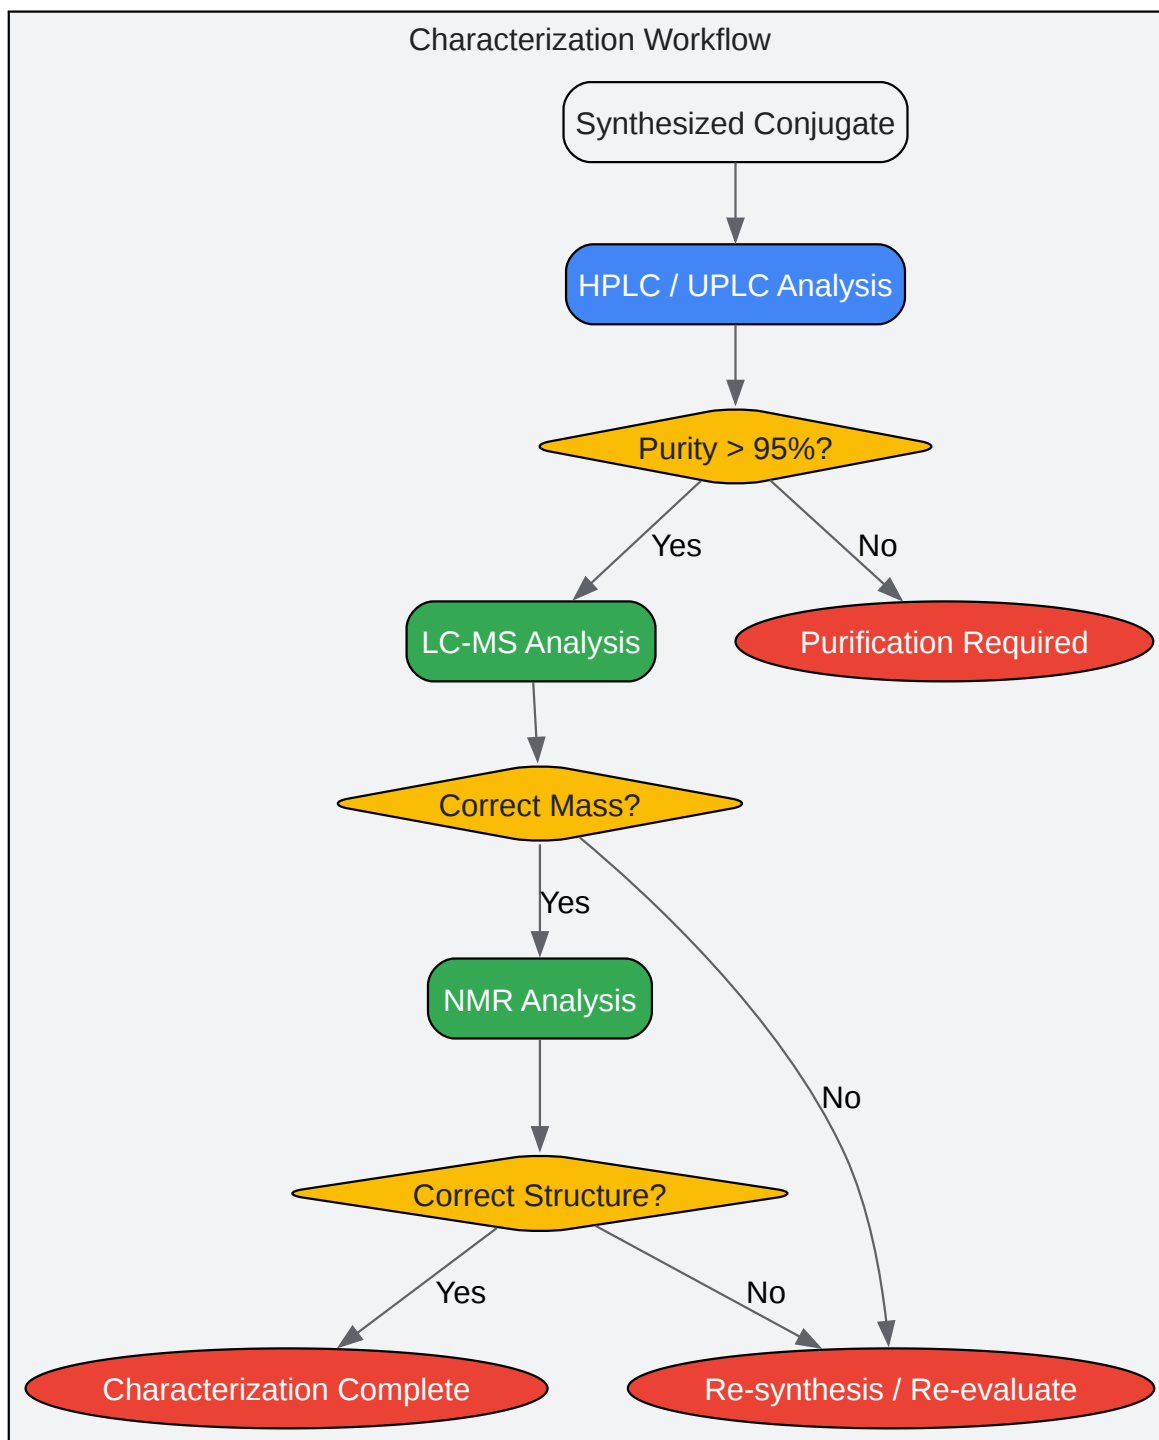 Characterization Workflow
Synthesized Conjugate
HPLC / UPLC Analysis
Purity > 95%?
Yes
No
LC-MS Analysis
Purification Required
Correct Mass?
Yes
NMR Analysis
No
Correct Structure?
Yes
No
Characterization Complete
Re-synthesis / Re-evaluate